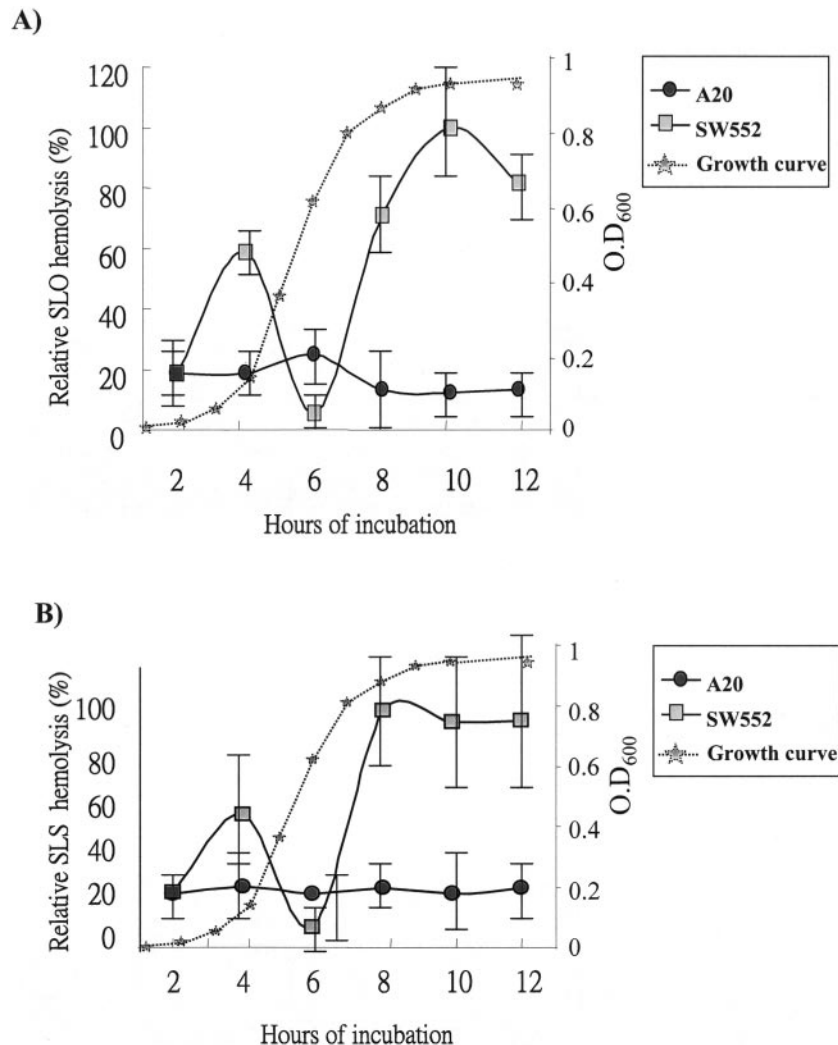 A)
Relative SLO hemolysis (%)
120
100
80
60
40
20
0
1
0.8
0.6
0.4
0.2
0
O.D600
2 4 6 8 10 12
Hours of incubation
A20
SW552
Growth curve
B)
Relative SLS hemolysis (%)
100
80
60
40
20
0
1
0.8
0.6
0.4
0.2
0
O.D600
2 4 6 8 10 12
Hours of incubation
A20
SW552
Growth curve